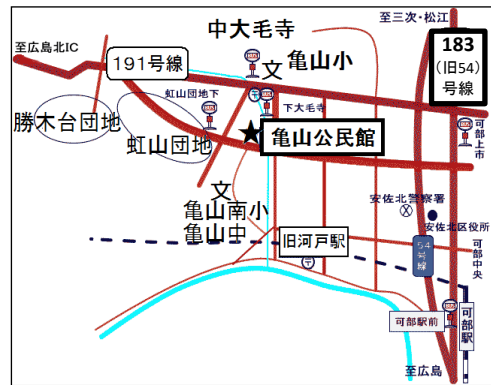 至三次・松江
中大毛寺
183
(旧54)
号線
至広島北IC
191号線
文
亀山小
虹山団地下
下大毛寺
勝木台団地
虹山団地
亀山公民館
可部上市
文
亀山南小
亀山中
安佐北警察署
安佐北区役所
旧河戸駅
54号線
可部中央
可部駅前
可部駅
至広島